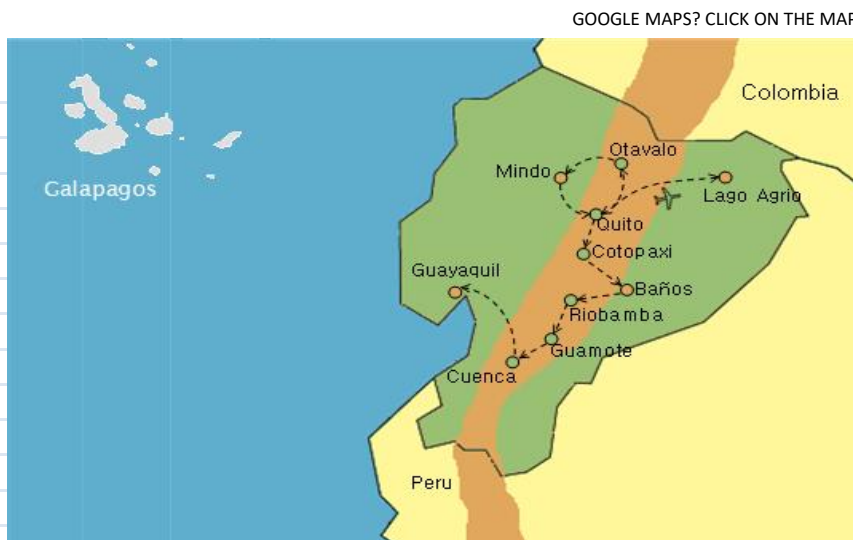 GOOGLE MAPS? CLICK ON THE MAP
Colombia
Otavalo
Mindo
Galapagos
Lago Agrio
Quito
Cotopaxi
Guayaquil
Baños
Riobamba
Guamote
Cuenca
Peru